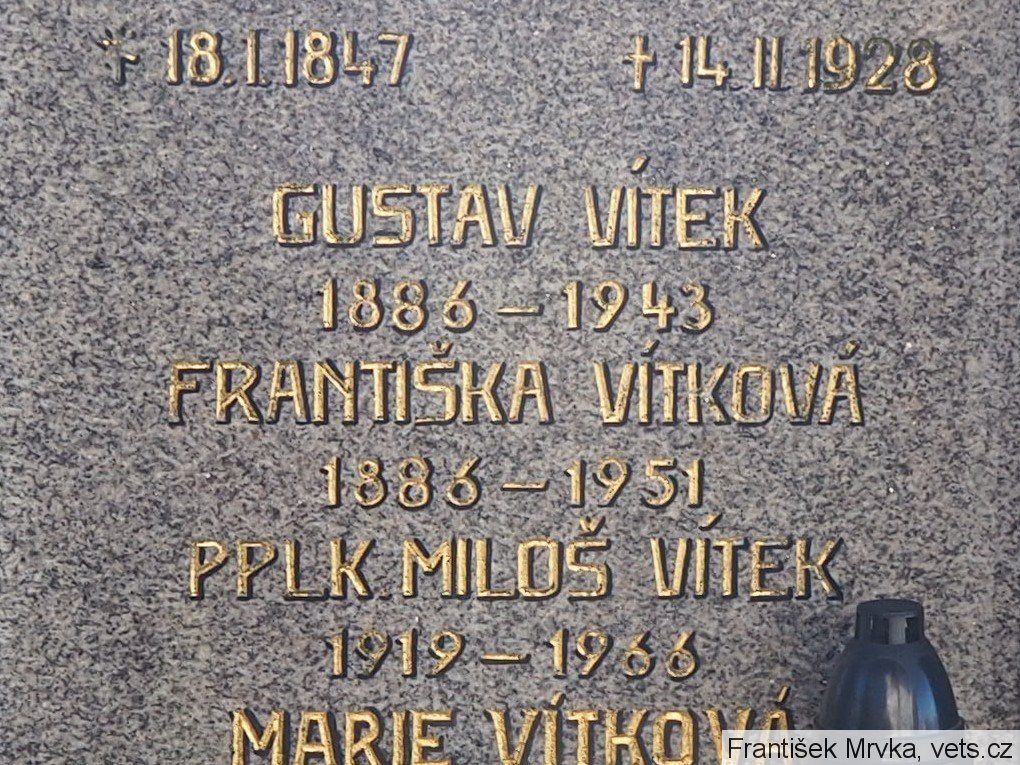 * 18.I.1847 † 14.II.1928
GUSTAV VÍTEK
1886 – 1943
FRANTIŠKA VÍTKOVÁ
1886 – 1951
PPLK. MILOŠ VÍTEK
1919 – 1966
MARIE VÍTKOVÁ
František Mrvka, vets.cz